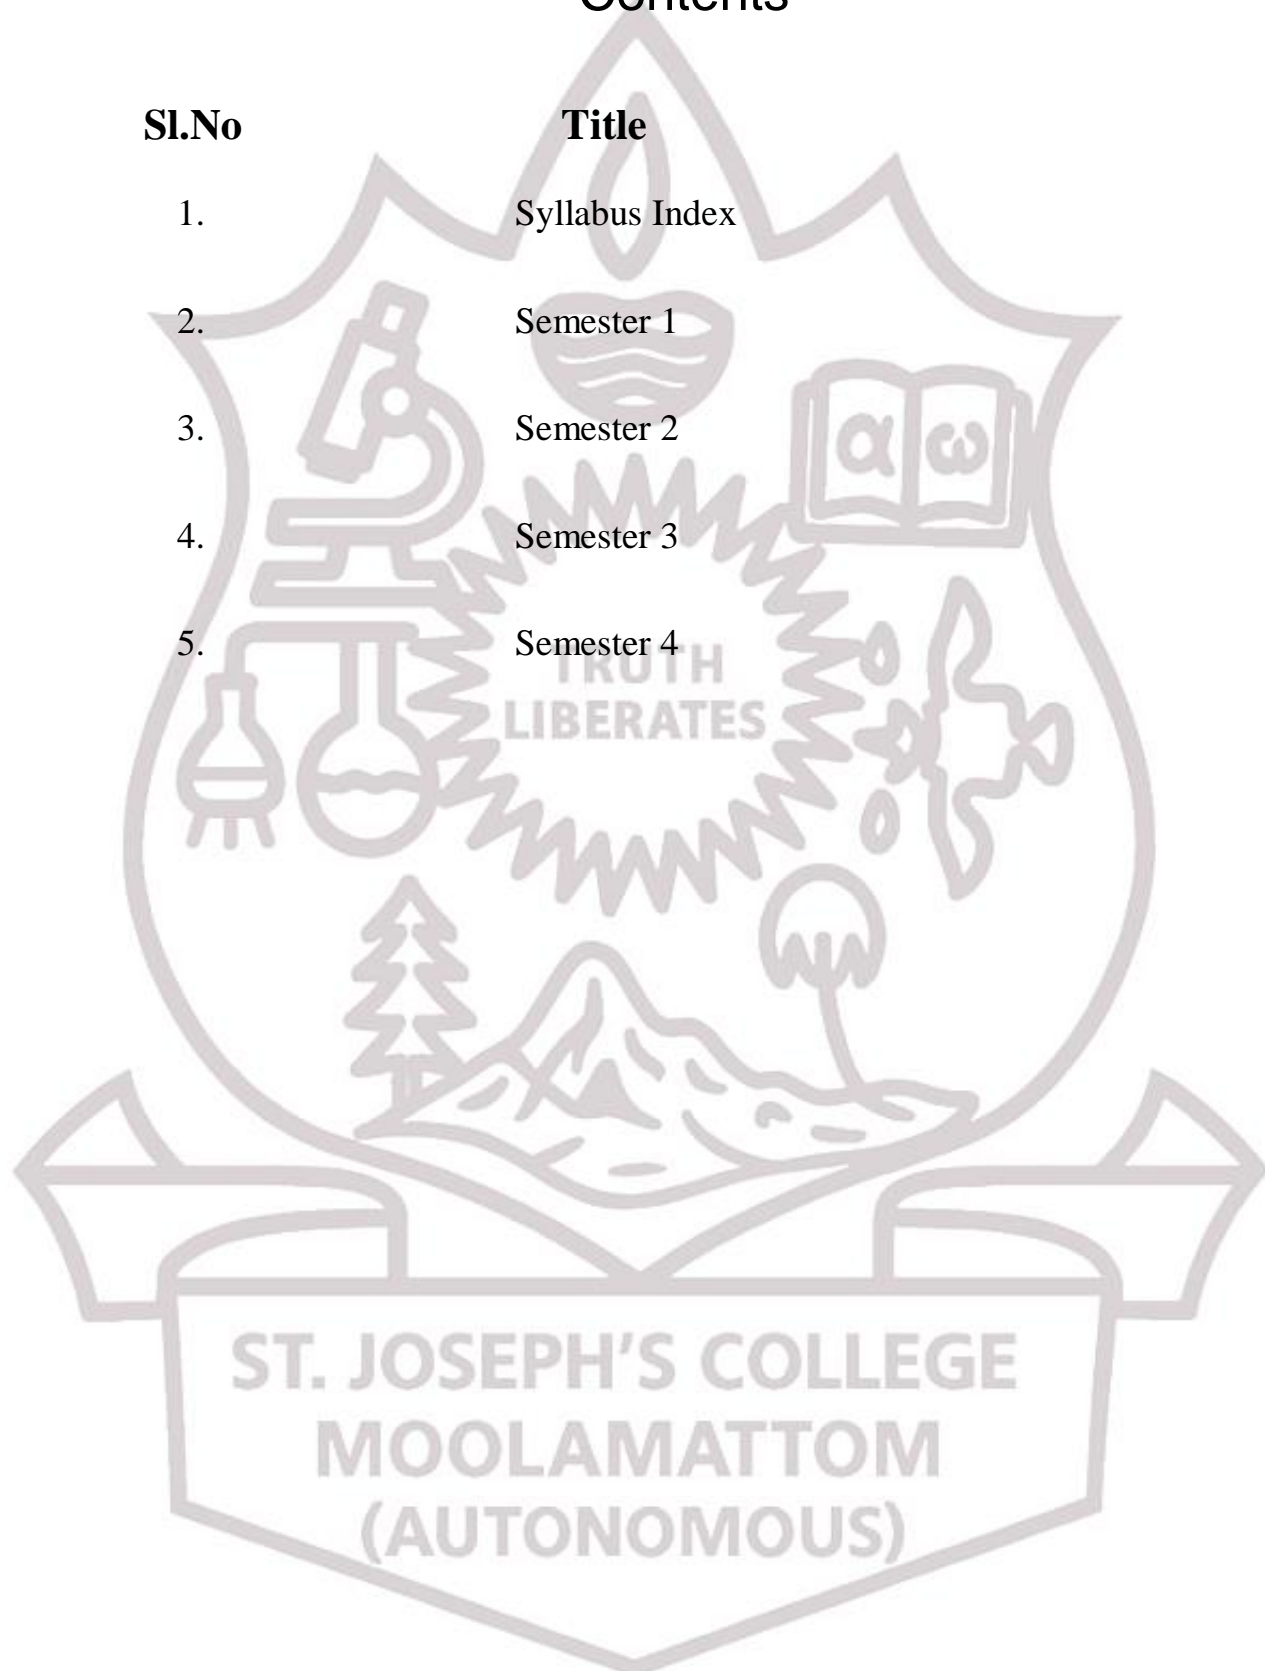 Contents
Sl.No Title
1. Syllabus Index
2. Semester 1
3. Semester 2
α ω
4. Semester 3
5. Semester 4
TRUTH
LIBERATES
ST. JOSEPH'S COLLEGE
MOOLAMATTOM
(AUTONOMOUS)